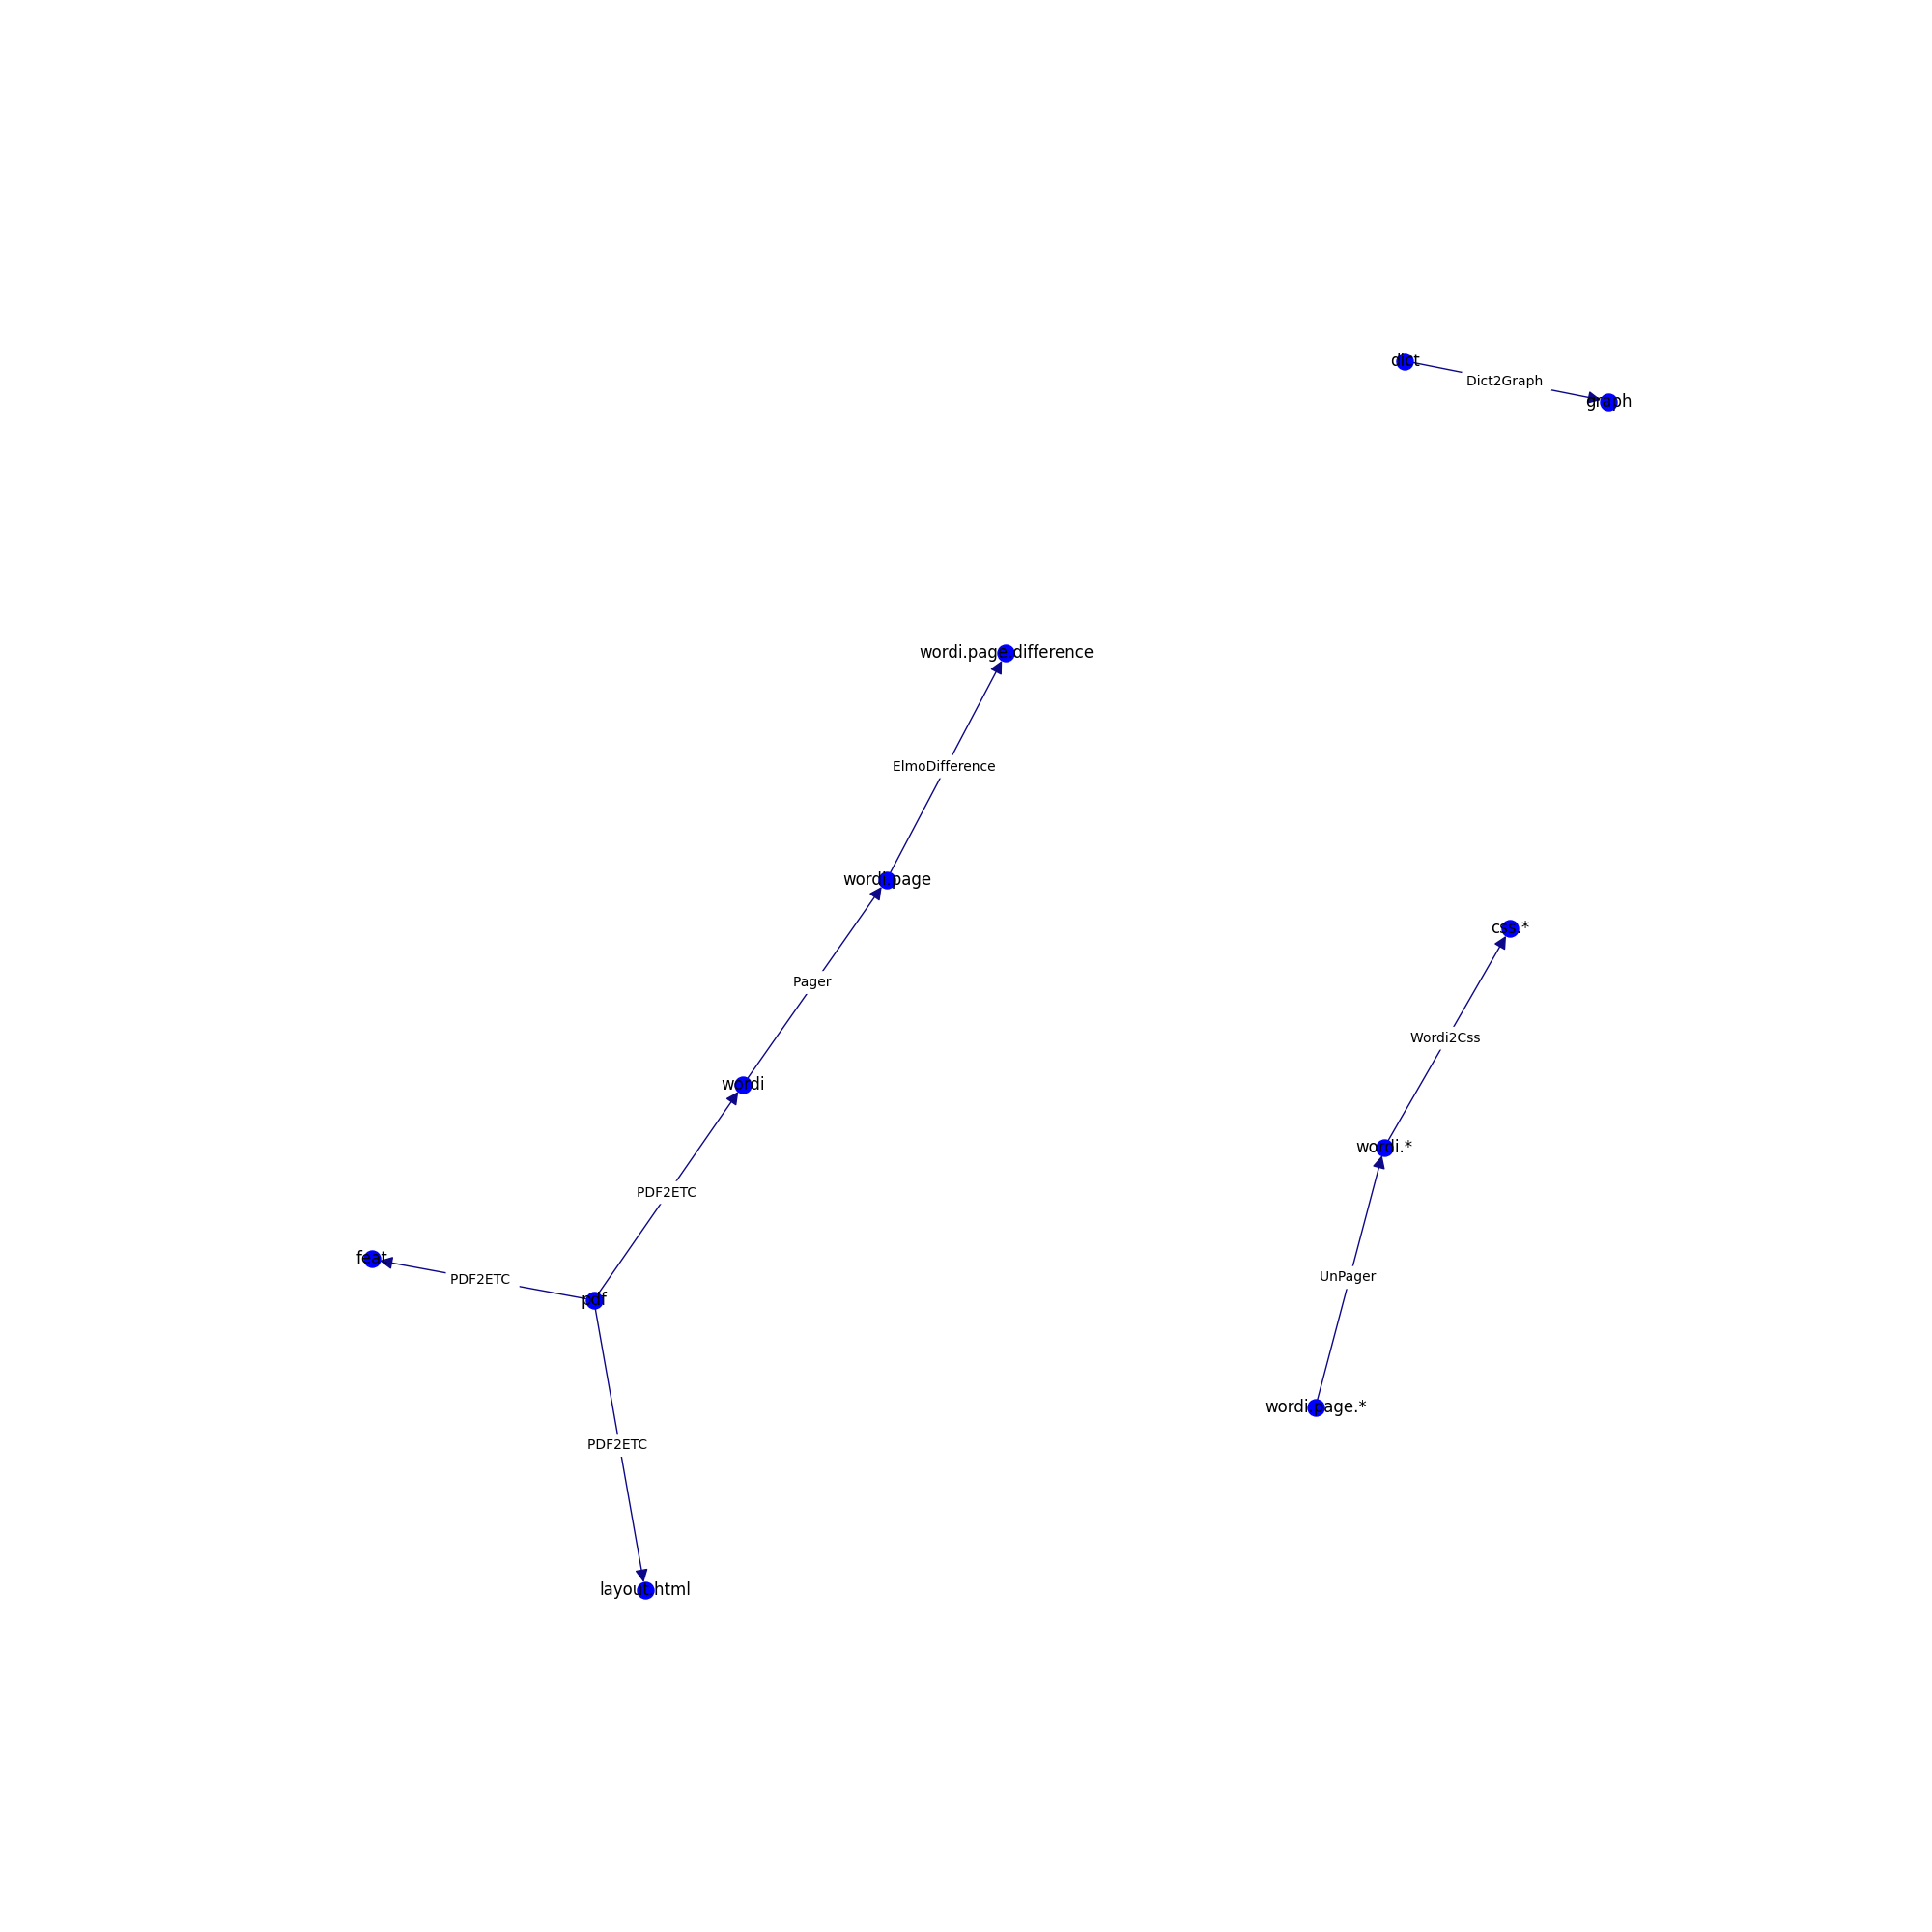 dict
Dict2Graph
graph
wordi.page.difference
ElmoDifference
wordi.page
css.*
Pager
Wordi2Css
wordi
wordi.*
PDF2ETC
feat
PDF2ETC
UnPager
pdf
wordi.page.*
PDF2ETC
layout.html